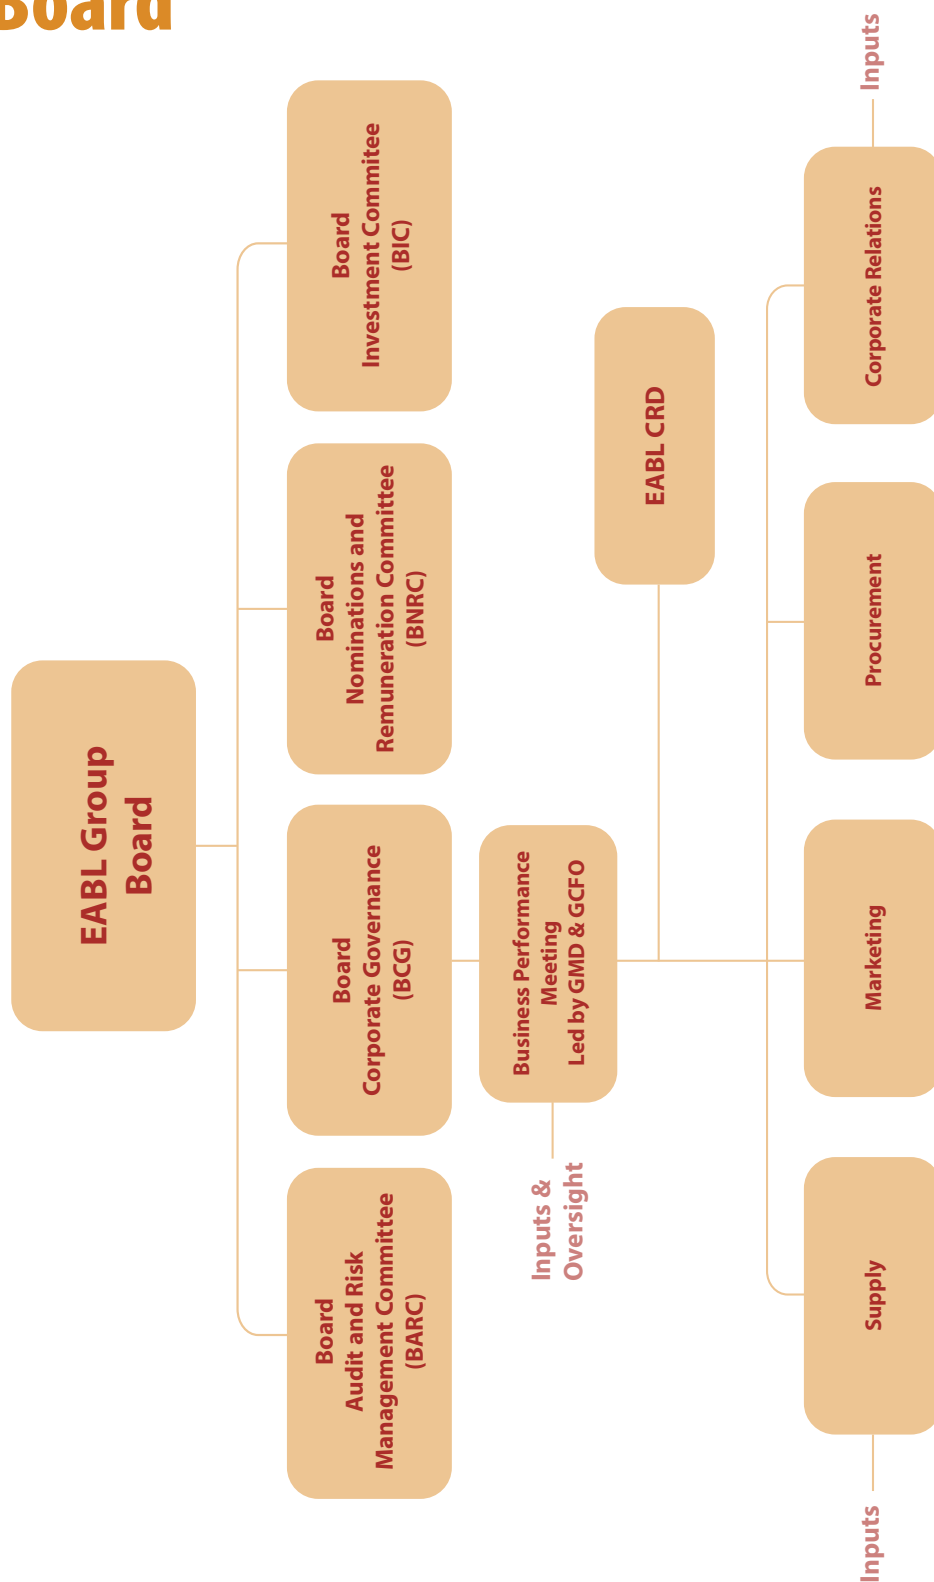 Board
EABL Group
Board
Board
Audit and Risk
Management Committee
(BARC)
Board
Corporate Governance
(BCG)
Board
Nominations and
Remuneration Committee
(BNRC)
Board
Investment Commitee
(BIC)
Inputs &
Oversight
Business Performance
Meeting
Led by GMD & GCFO
EABL CRD
Inputs
Supply
Marketing
Procurement
Corporate Relations
Inputs